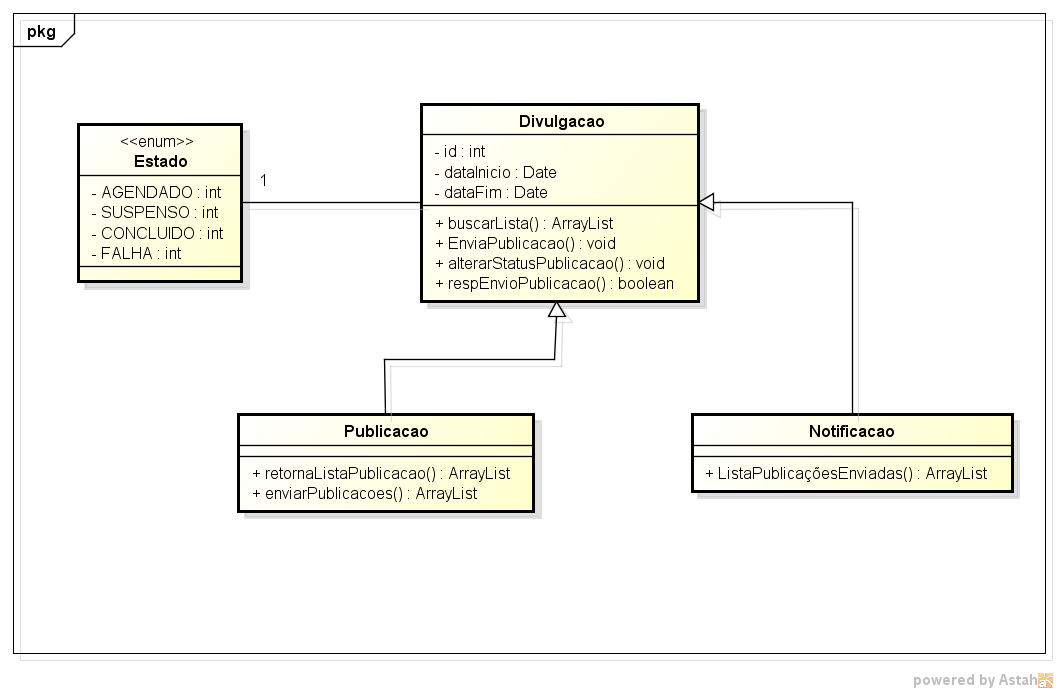 pkg
<<enum>>
Estado
- AGENDADO : int
- SUSPENSO : int
- CONCLUIDO : int
- FALHA : int
1
Divulgacao
- id : int
- dataInicio : Date
- dataFim : Date
+ buscarLista() : ArrayList
+ EnviaPublicacao() : void
+ alterarStatusPublicacao() : void
+ respEnvioPublicacao() : boolean
Publicacao
+ retornaListaPublicacao() : ArrayList
+ enviarPublicacoes() : ArrayList
Notificacao
+ ListaPublicaçõesEnviadas() : ArrayList
powered by Astah